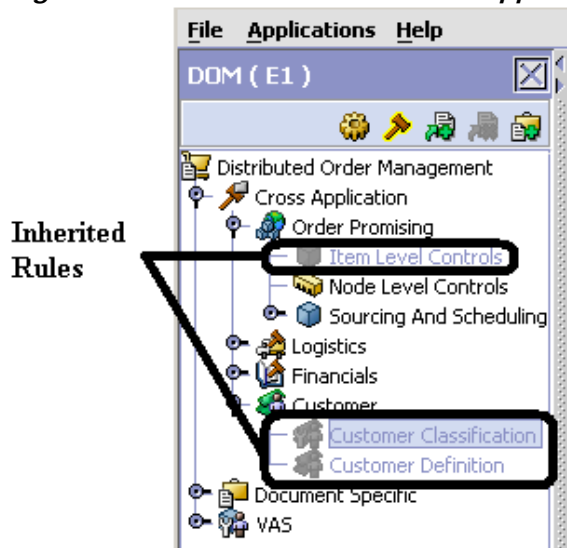 File Applications Help
DOM ( E1 )
Distributed Order Management
Cross Application
Order Promising
Inherited
Rules
Item Level Controls
Node Level Controls
Sourcing And Scheduling
Logistics
Financials
Customer
Customer Classification
Customer Definition
Document Specific
VAS